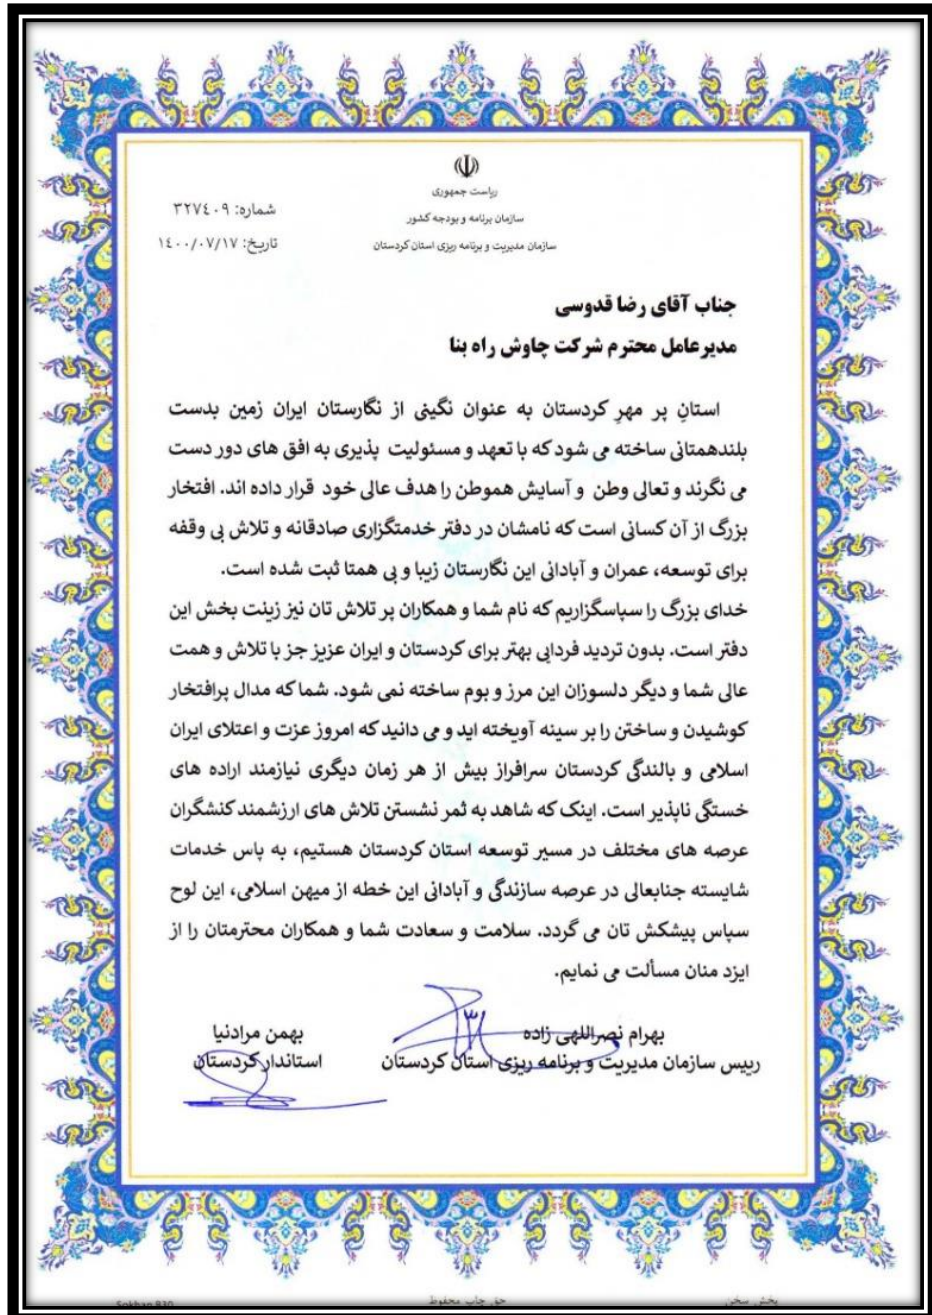 ریاست جمهوری
سازمان برنامه و بودجه کشور
سازمان مدیریت و برنامه ریزی استان کردستان
شماره: ۳۲۷٤۰۹
تاریخ: ۱٤۰۰/۰۷/۱۷
جناب آقای رضا قدوسی
مدیرعامل محترم شرکت چاوش راه بنا
استانِ پر مهرِ کردستان به عنوان نگینی از نگارستان ایران زمین بدست
بلندهمتانی ساخته می شود که با تعهد و مسئولیت پذیری به افق های دور دست
می نگرند و تعالی وطن و آسایش هموطن را هدف عالی خود قرار داده اند. افتخار
بزرگ از آن کسانی است که نامشان در دفتر خدمتگزاری صادقانه و تلاش بی وقفه
برای توسعه، عمران و آبادانی این نگارستان زیبا و بی همتا ثبت شده است.
خدای بزرگ را سپاسگزاریم که نام شما و همکاران پر تلاش تان نیز زینت بخش این
دفتر است. بدون تردید فردایی بهتر برای کردستان و ایران عزیز جز با تلاش و همت
عالی شما و دیگر دلسوزان این مرز و بوم ساخته نمی شود. شما که مدال پرافتخار
کوشیدن و ساختن را بر سینه آویخته اید و می دانید که امروز عزت و اعتلای ایران
اسلامی و بالندگی کردستان سرافراز بیش از هر زمان دیگری نیازمند اراده های
خستگی ناپذیر است. اینک که شاهد به ثمر نشستن تلاش های ارزشمند کنشگران
عرصه های مختلف در مسیر توسعه استان کردستان هستیم، به پاس خدمات
شایسته جنابعالی در عرصه سازندگی و آبادانی این خطه از میهن اسلامی، این لوح
سپاس پیشکش تان می گردد. سلامت و سعادت شما و همکاران محترمتان را از
ایزد منان مسألت می نمایم.
بهرام نصراللهی زاده
رییس سازمان مدیریت و برنامه ریزی استان کردستان
بهمن مرادنیا
استاندار کردستان
پخش سخن
حق چاپ محفوظ
Sokhan 830